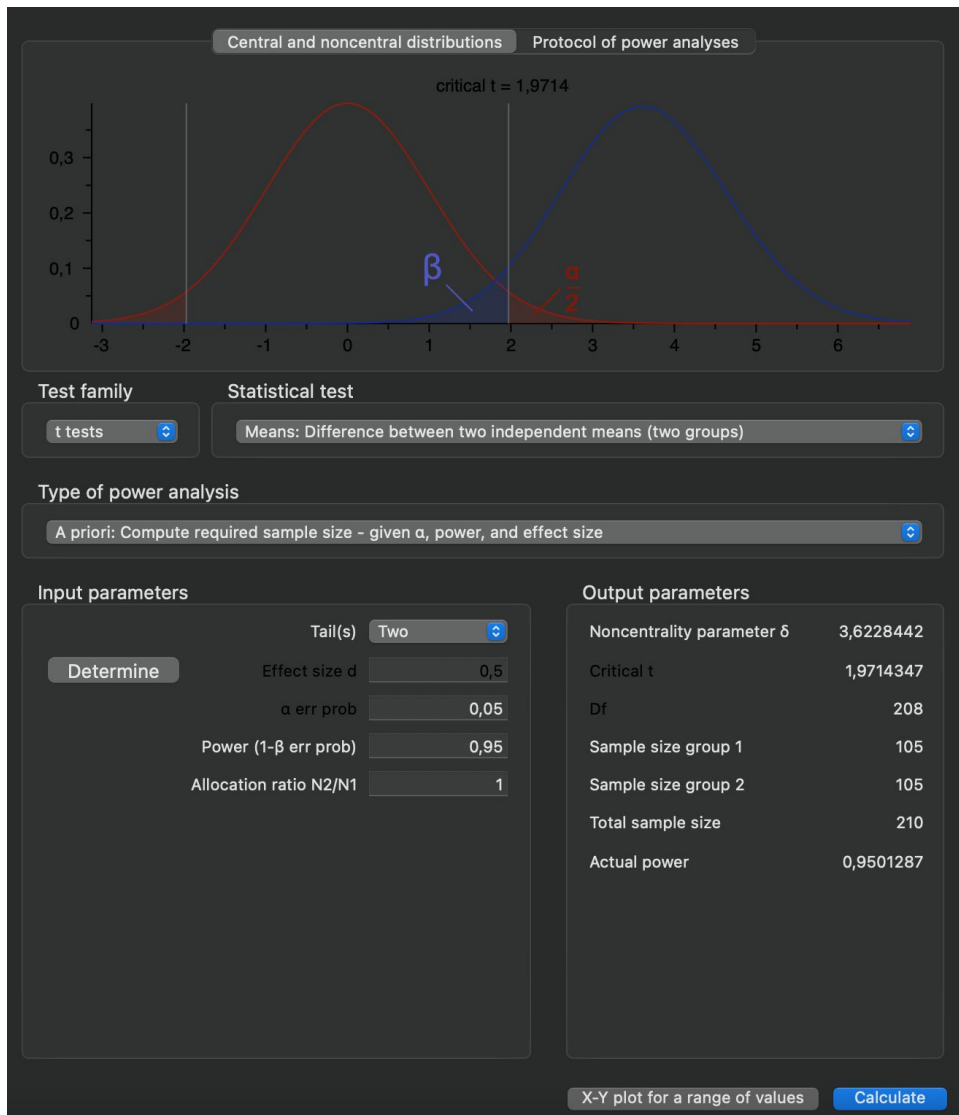 Central and noncentral distributions Protocol of power analyses
critical t = 1,9714
0,3
0,2
β
α
0,1
2
0
-3 -2 -1 0 1 2 3 4 5 6
Test family Statistical test
t tests Means: Difference between two independent means (two groups)
Type of power analysis
A priori: Compute required sample size - given α, power, and effect size
Input parameters Output parameters
Tail(s) Two Noncentrality parameter δ 3,6228442
Determine Effect size d 0,5 Critical t 1,9714347
α err prob 0,05 Df 208
Power (1-β err prob) 0,95 Sample size group 1 105
Allocation ratio N2/N1 1 Sample size group 2 105
Total sample size 210
Actual power 0,9501287
X-Y plot for a range of values Calculate